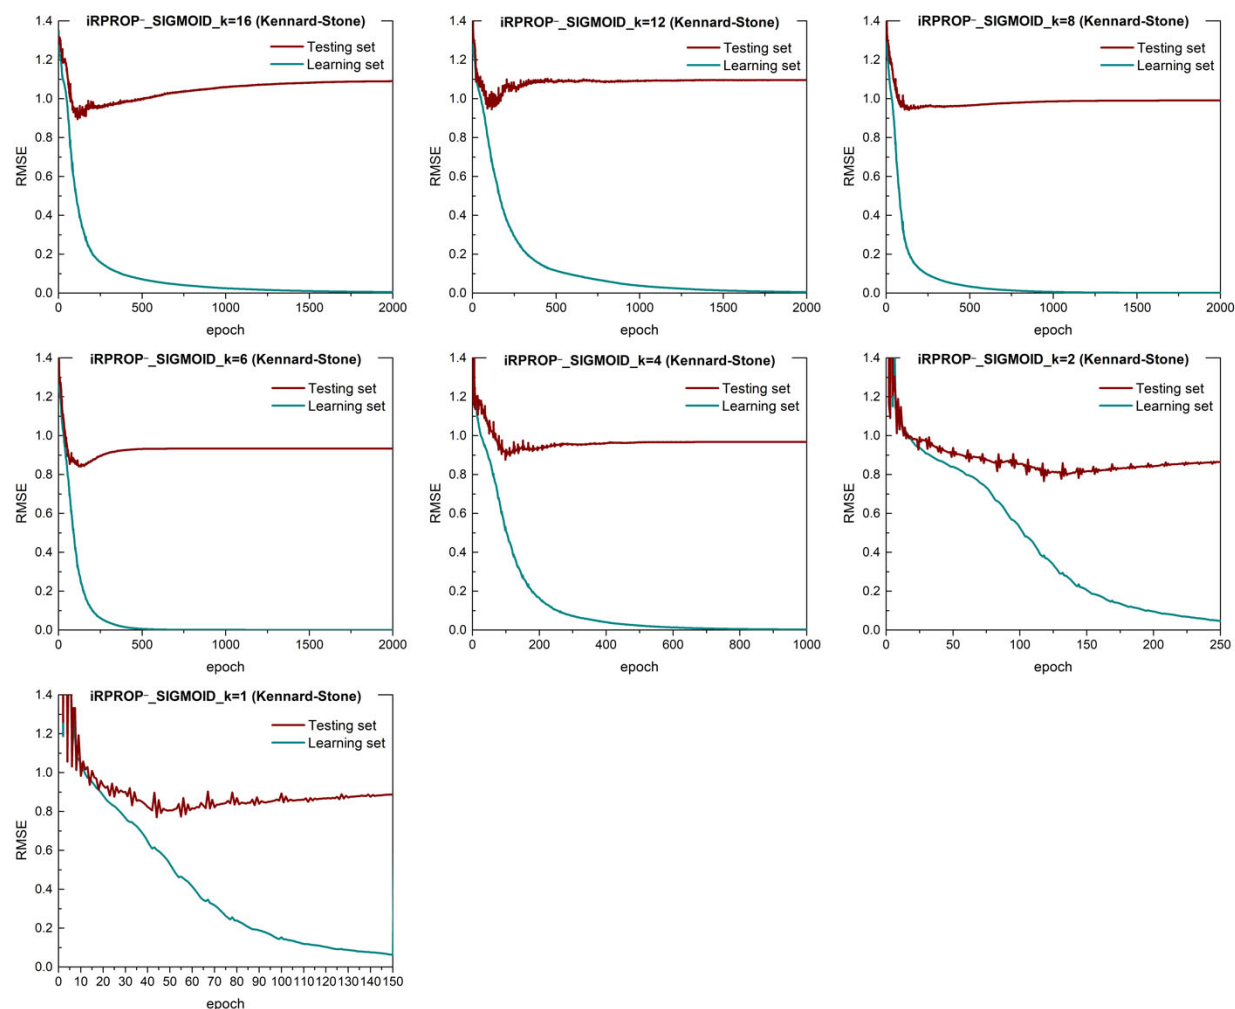 iRPROP⁻_SIGMOID_k=16 (Kennard-Stone)
Testing set
Learning set
1.4
1.2
1.0
0.8
0.6
0.4
0.2
0.0
RMSE
0 500 1000 1500 2000
epoch
iRPROP⁻_SIGMOID_k=12 (Kennard-Stone)
Testing set
Learning set
1.4
1.2
1.0
0.8
0.6
0.4
0.2
0.0
RMSE
0 500 1000 1500 2000
epoch
iRPROP⁻_SIGMOID_k=8 (Kennard-Stone)
Testing set
Learning set
1.4
1.2
1.0
0.8
0.6
0.4
0.2
0.0
RMSE
0 500 1000 1500 2000
epoch
iRPROP⁻_SIGMOID_k=6 (Kennard-Stone)
Testing set
Learning set
1.4
1.2
1.0
0.8
0.6
0.4
0.2
0.0
RMSE
0 500 1000 1500 2000
epoch
iRPROP⁻_SIGMOID_k=4 (Kennard-Stone)
Testing set
Learning set
1.4
1.2
1.0
0.8
0.6
0.4
0.2
0.0
RMSE
0 200 400 600 800 1000
epoch
iRPROP⁻_SIGMOID_k=2 (Kennard-Stone)
Testing set
Learning set
1.4
1.2
1.0
0.8
0.6
0.4
0.2
0.0
RMSE
0 50 100 150 200 250
epoch
iRPROP⁻_SIGMOID_k=1 (Kennard-Stone)
Testing set
Learning set
1.4
1.2
1.0
0.8
0.6
0.4
0.2
0.0
RMSE
0 10 20 30 40 50 60 70 80 90 100 110 120 130 140 150
epoch